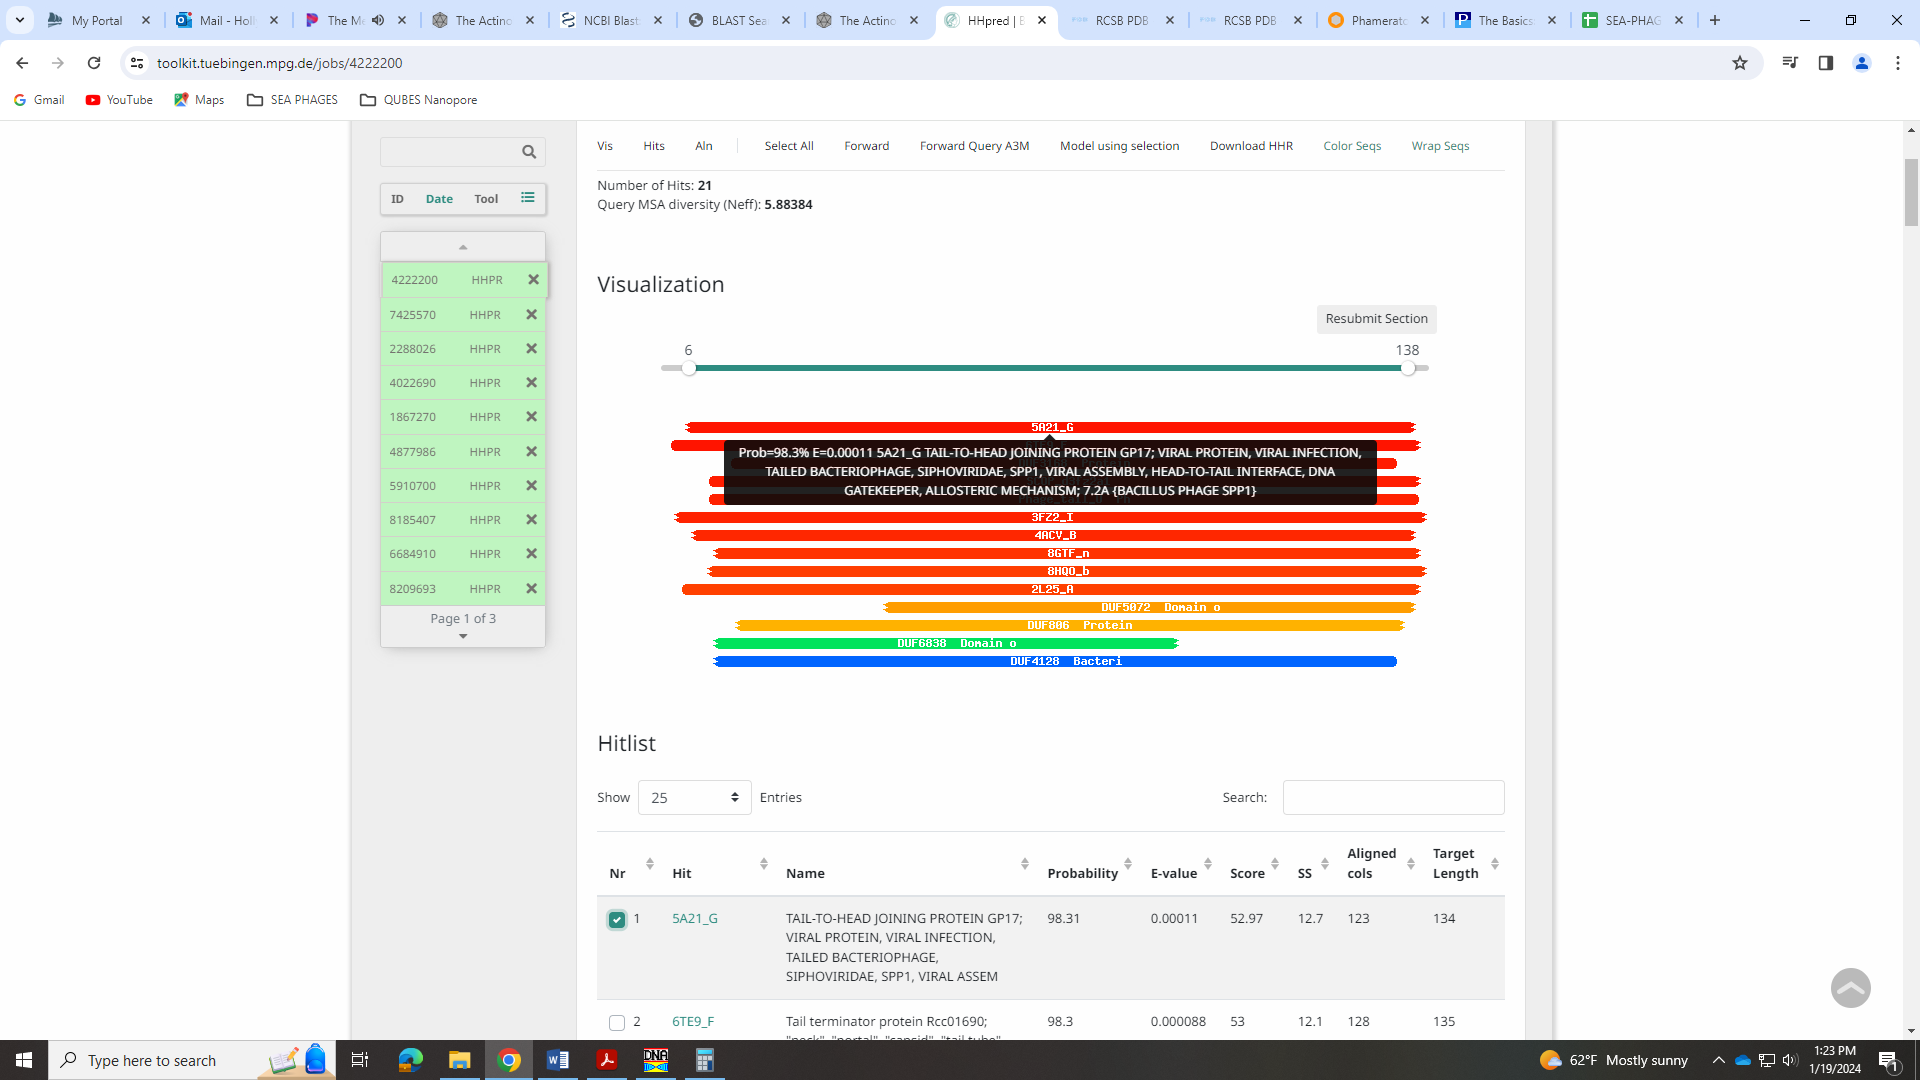 My Portal
Mail - Holl
The Me
The Actino
NCBI Blast
BLAST Sea
The Actino
HHpred | B
RCSB PDB
RCSB PDB
Phamerato
The Basics
SEA-PHAG
toolkit.tuebingen.mpg.de/jobs/4222200
Gmail
YouTube
Maps
SEA PHAGES
QUBES Nanopore
Vis
Hits
Aln
Select All
Forward
Forward Query A3M
Model using selection
Download HHR
Color Seqs
Wrap Seqs
ID
Date
Tool
4222200 HHPR
7425570 HHPR
2288026 HHPR
4022690 HHPR
1867270 HHPR
4877986 HHPR
5910700 HHPR
8185407 HHPR
6684910 HHPR
8209693 HHPR
Page 1 of 3
Number of Hits: 21
Query MSA diversity (Neff): 5.88384
Visualization
Resubmit Section
6
138
5A21_G
Prob=98.3% E=0.00011 5A21_G TAIL-TO-HEAD JOINING PROTEIN GP17; VIRAL PROTEIN, VIRAL INFECTION,
TAILED BACTERIOPHAGE, SIPHOVIRIDAE, SPP1, VIRAL ASSEMBLY, HEAD-TO-TAIL INTERFACE, DNA
GATEKEEPER, ALLOSTERIC MECHANISM; 7.2A {BACILLUS PHAGE SPP1}
3FZ2_I
4ACV_B
8GTF_n
8HQO_b
2L25_A
DUF5072 Domain o
DUF806 Protein
DUF6838 Domain o
DUF4128 Bacteri
Hitlist
Show 25 Entries
Search:
Nr
Hit
Name
Probability
E-value
Score
SS
Aligned
cols
Target
Length
1 5A21_G
TAIL-TO-HEAD JOINING PROTEIN GP17;
VIRAL PROTEIN, VIRAL INFECTION,
TAILED BACTERIOPHAGE,
SIPHOVIRIDAE, SPP1, VIRAL ASSEM
98.31 0.00011 52.97 12.7 123 134
2 6TE9_F
Tail terminator protein Rcc01690;
"neck", "portal", "capsid", "tail tube"
98.3 0.000088 53 12.1 128 135
Type here to search
DNA
62°F Mostly sunny
1:23 PM
1/19/2024
1